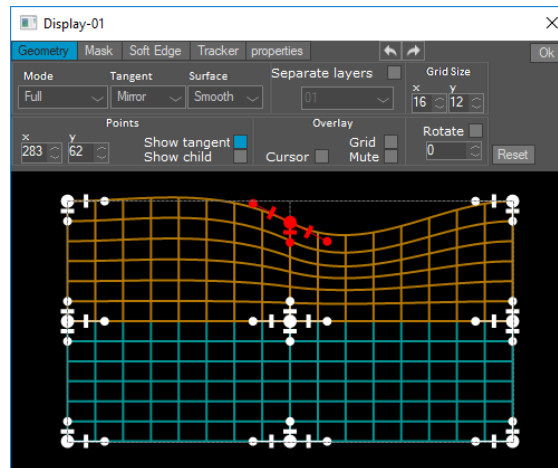 Display-01
Geometry Mask Soft Edge Tracker properties Ok
Mode Tangent Surface Separate layers Grid Size
x y
Full Mirror Smooth 01 16 12
Points Overlay Rotate
x y Show tangent Grid
283 62 Show child Cursor Mute 0 Reset